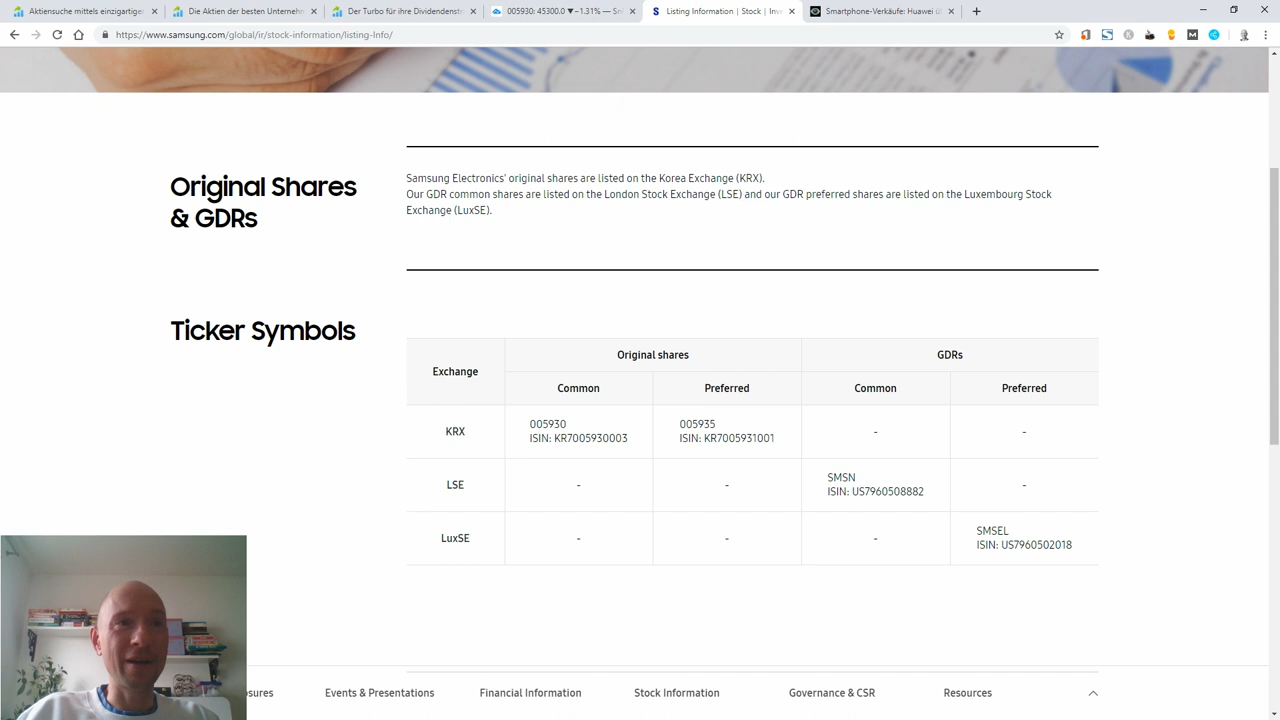 Aktiensuche mittels einzigartiger
Die Aktien der besten Unternehm
Der Turbo für ihre Dividendenstr
005930: 45300.0 ▼−1.31% — Sn
Listing Information | Stock | Inv
Smartphone-Verkäufe: Huawei ü
https://www.samsung.com/global/ir/stock-information/listing-Info/
Original Shares
& GDRs
Samsung Electronics' original shares are listed on the Korea Exchange (KRX).
Our GDR common shares are listed on the London Stock Exchange (LSE) and our GDR preferred shares are listed on the Luxembourg Stock
Exchange (LuxSE).
Ticker Symbols
Exchange
Original shares
GDRs
Common
Preferred
Common
Preferred
KRX
005930
ISIN: KR7005930003
005935
ISIN: KR7005931001
-
-
LSE
-
-
SMSN
ISIN: US7960508882
-
LuxSE
-
-
-
SMSEL
ISIN: US7960502018
osures
Events & Presentations
Financial Information
Stock Information
Governance & CSR
Resources